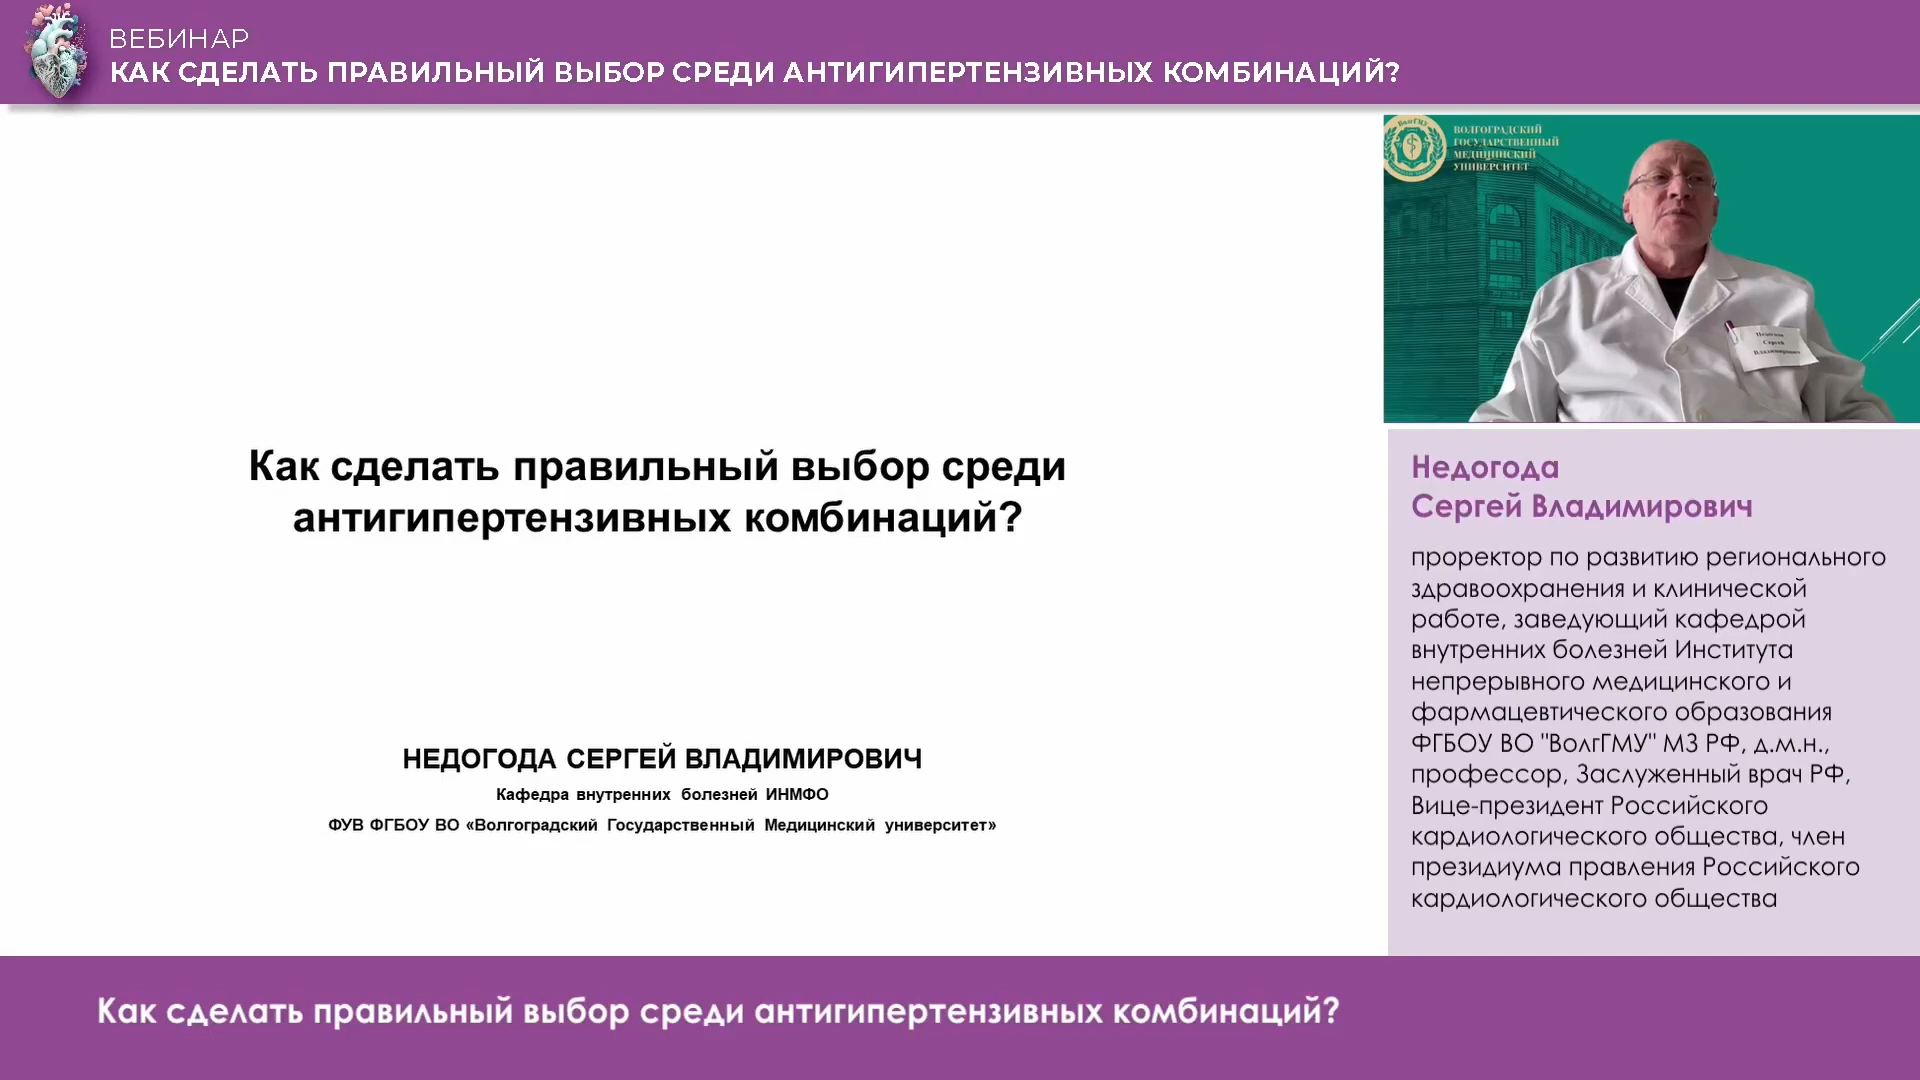 ВЕБИНАР
КАК СДЕЛАТЬ ПРАВИЛЬНЫЙ ВЫБОР СРЕДИ АНТИГИПЕРТЕНЗИВНЫХ КОМБИНАЦИЙ?
ВолгГМУ
ВОЛГОГРАДСКИЙ
ГОСУДАРСТВЕННЫЙ
МЕДИЦИНСКИЙ
УНИВЕРСИТЕТ
Недогода
Сергей
Владимирович
Как сделать правильный выбор среди
антигипертензивных комбинаций?
НЕДОГОДА СЕРГЕЙ ВЛАДИМИРОВИЧ
Кафедра внутренних болезней ИНМФО
ФУВ ФГБОУ ВО «Волгоградский Государственный Медицинский университет»
Недогода
Сергей Владимирович
проректор по развитию регионального
здравоохранения и клинической
работе, заведующий кафедрой
внутренних болезней Института
непрерывного медицинского и
фармацевтического образования
ФГБОУ ВО "ВолгГМУ" МЗ РФ, д.м.н.,
профессор, Заслуженный врач РФ,
Вице-президент Российского
кардиологического общества, член
президиума правления Российского
кардиологического общества
Как сделать правильный выбор среди антигипертензивных комбинаций?